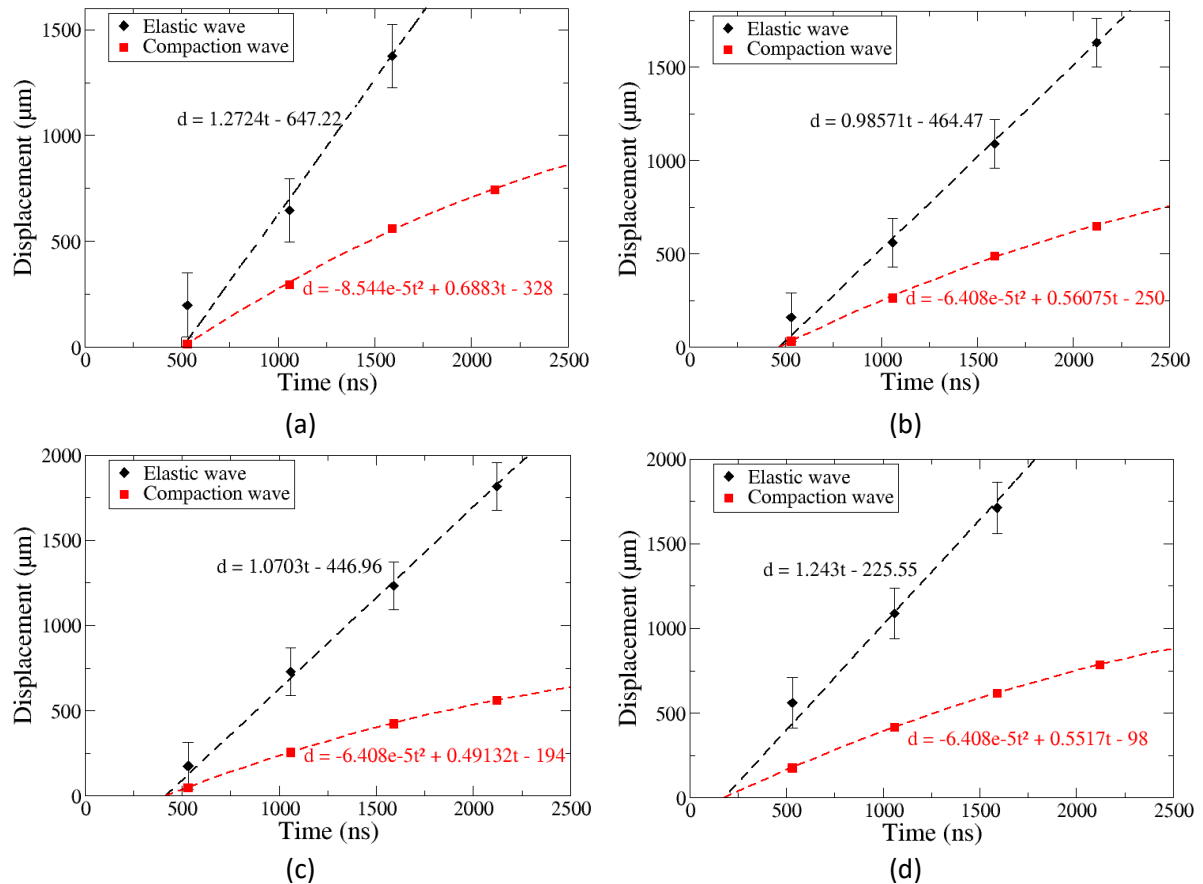 Elastic wave
Compaction wave
d = 1.2724t - 647.22
d = -8.544e-5t² + 0.6883t - 328
Displacement (µm)
1500
1000
500
0
0 500 1000 1500 2000 2500
Time (ns)
(a)
Elastic wave
Compaction wave
d = 0.98571t - 464.47
d = -6.408e-5t² + 0.56075t - 250
Displacement (µm)
1500
1000
500
0
0 500 1000 1500 2000 2500
Time (ns)
(b)
Elastic wave
Compaction wave
d = 1.0703t - 446.96
d = -6.408e-5t² + 0.49132t - 194
Displacement (µm)
2000
1500
1000
500
0
0 500 1000 1500 2000 2500
Time (ns)
(c)
Elastic wave
Compaction wave
d = 1.243t - 225.55
d = -6.408e-5t² + 0.5517t - 98
Displacement (µm)
2000
1500
1000
500
0
0 500 1000 1500 2000 2500
Time (ns)
(d)